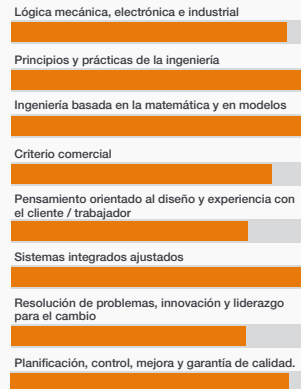 Lógica mecánica, electrónica e industrial
Principios y prácticas de la ingeniería
Ingeniería basada en la matemática y en modelos
Criterio comercial
Pensamiento orientado al diseño y experiencia con
el cliente / trabajador
Sistemas integrados ajustados
Resolución de problemas, innovación y liderazgo
para el cambio
Planificación, control, mejora y garantía de calidad.